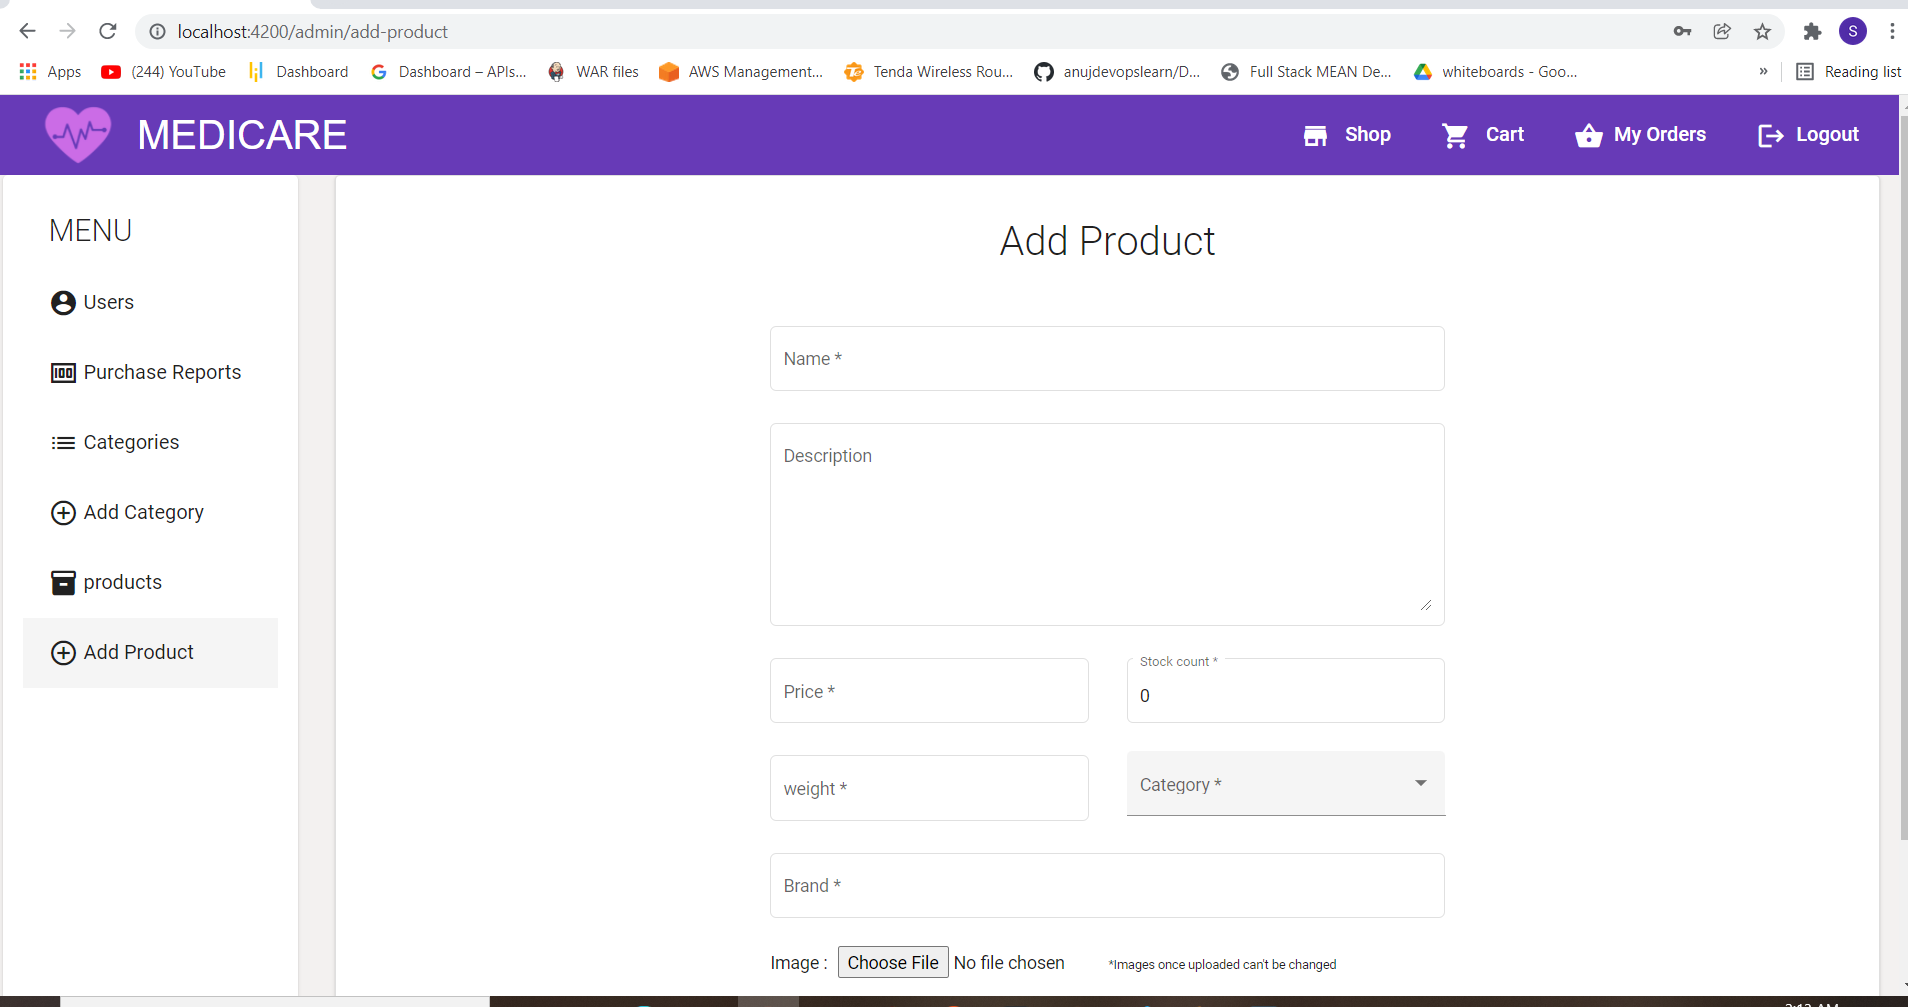 localhost:4200/admin/add-product
S
Apps (244) YouTube Dashboard Dashboard – APIs... WAR files AWS Management... Tenda Wireless Rou... anujdevopslearn/D... Full Stack MEAN De... whiteboards - Goo... » Reading list
MEDICARE Shop Cart My Orders Logout
MENU
Users
Purchase Reports
Categories
Add Category
products
Add Product
Add Product
Name *
Description
Price *
Stock count *
0
weight *
Category *
Brand *
Image : Choose File No file chosen *Images once uploaded can't be changed